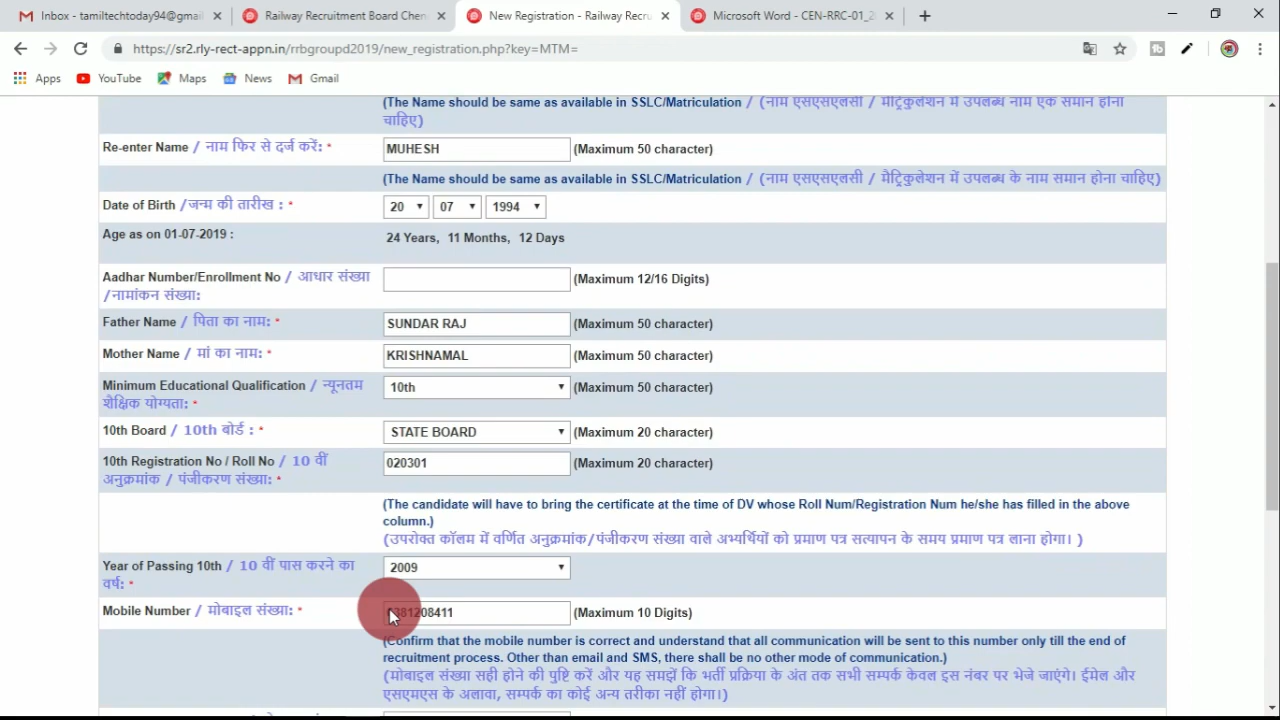 Inbox - tamiltechtoday94@gmai
Railway Recruitment Board Chen
New Registration - Railway Recru
Microsoft Word - CEN-RRC-01_2
https://sr2.rly-rect-appn.in/rrbgroupd2019/new_registration.php?key=MTM=
Apps YouTube Maps News Gmail
(The Name should be same as available in SSLC/Matriculation / (नाम एसएसएलसी / मैट्रिकुलेशन में उपलब्ध नाम एक समान होना
चाहिए)
Re-enter Name / नाम फिर से दर्ज करें: * MUHESH (Maximum 50 character)
(The Name should be same as available in SSLC/Matriculation / (नाम एसएसएलसी / मैट्रिकुलेशन में उपलब्ध के नाम समान होना चाहिए)
Date of Birth /जन्म की तारीख : * 20 07 1994
Age as on 01-07-2019 : 24 Years, 11 Months, 12 Days
Aadhar Number/Enrollment No / आधार संख्या (Maximum 12/16 Digits)
/नामांकन संख्या:
Father Name / पिता का नाम: * SUNDAR RAJ (Maximum 50 character)
Mother Name / मां का नाम: * KRISHNAMAL (Maximum 50 character)
Minimum Educational Qualification / न्यूनतम 10th (Maximum 50 character)
शैक्षिक योग्यता: *
10th Board / 10th बोर्ड : * STATE BOARD (Maximum 20 character)
10th Registration No / Roll No / 10 वीं 020301 (Maximum 20 character)
अनुक्रमांक / पंजीकरण संख्या: *
(The candidate will have to bring the certificate at the time of DV whose Roll Num/Registration Num he/she has filled in the above
column.)
(उपरोक्त कॉलम में वर्णित अनुक्रमांक/पंजीकरण संख्या वाले अभ्यर्थियों को प्रमाण पत्र सत्यापन के समय प्रमाण पत्र लाना होगा। )
Year of Passing 10th / 10 वीं पास करने का 2009
वर्ष: *
Mobile Number / मोबाइल संख्या: * (Maximum 10 Digits)
(Confirm that the mobile number is correct and understand that all communication will be sent to this number only till the end of
recruitment process. Other than email and SMS, there shall be no other mode of communication.)
(मोबाइल संख्या सही होने की पुष्टि करें और यह समझें कि भर्ती प्रक्रिया के अंत तक सभी सम्पर्क केवल इस नंबर पर भेजे जाएंगे। ईमेल और
एसएमएस के अलावा, सम्पर्क का कोई अन्य तरीका नहीं होगा।)